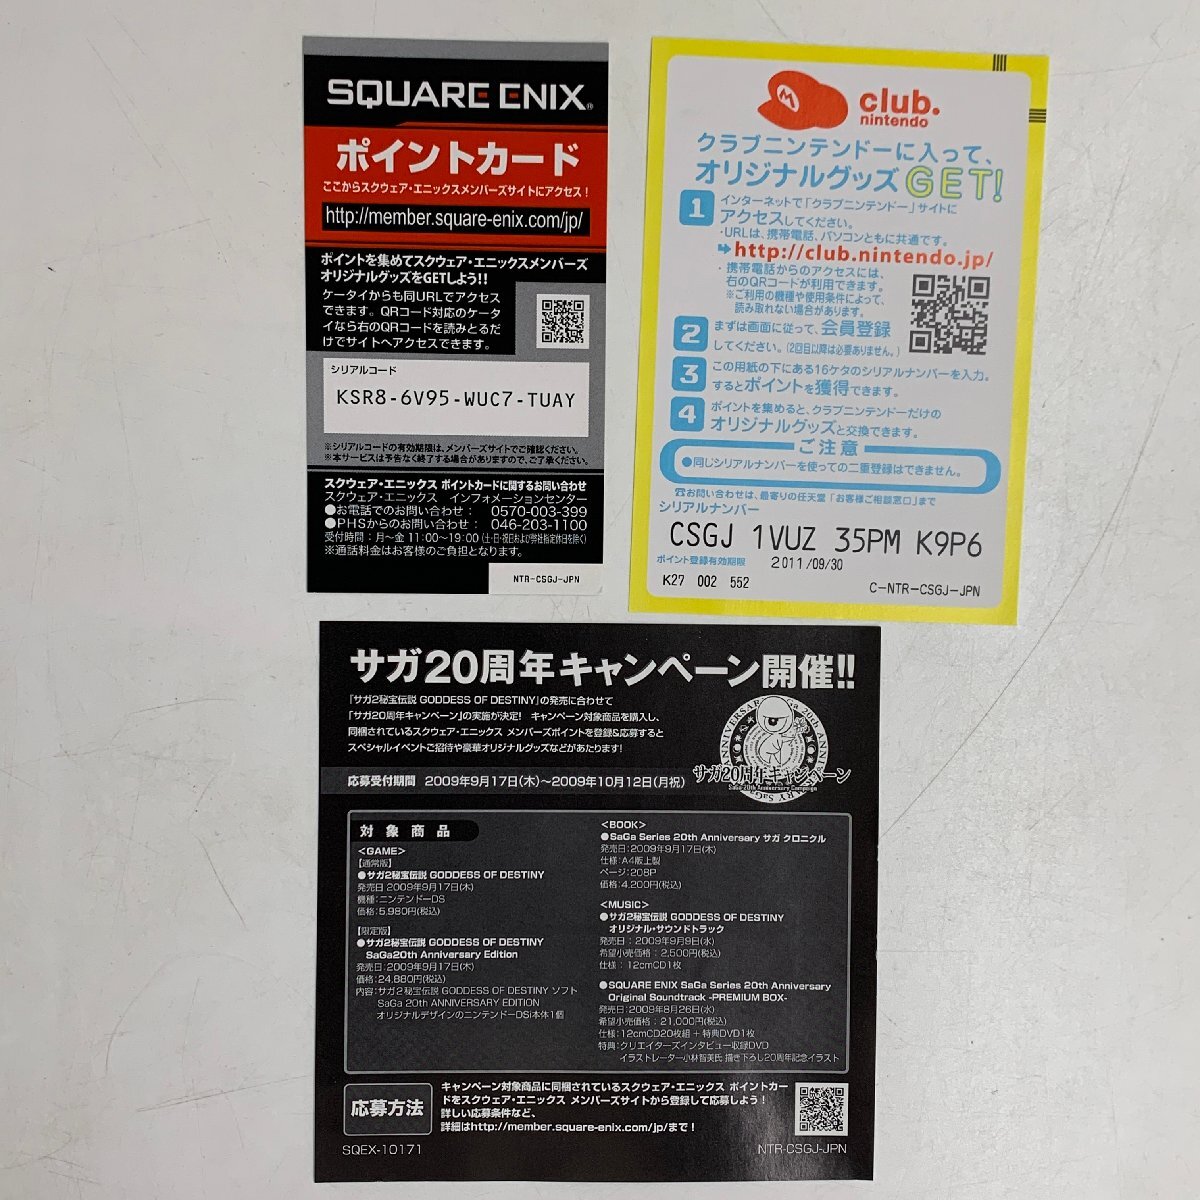 SQUARE ENIX®
ポイントカード
ここからスクウェア・エニックスメンバーズサイトにアクセス！
http://member.square-enix.com/jp/
ポイントを集めてスクウェア・エニックスメンバーズ
オリジナルグッズをGETしよう!!
ケータイからも同URLでアクセス
できます。QRコード対応のケータ
イなら右のQRコードを読みとるだ
けでサイトへアクセスできます。
シリアルコード
KSR8-6V95-WUC7-TUAY
※シリアルコードの有効期限は、メンバーズサイトでご確認ください。
※本サービスは予告なく終了する場合がありますので、ご了承ください。
スクウェア・エニックス ポイントカードに関するお問い合わせ
スクウェア・エニックス インフォメーションセンター
●お電話でのお問い合わせ： 0570-003-399
●PHSからのお問い合わせ： 046-203-1100
受付時間：月～金 11:00～19:00（土・日・祝日および弊社指定休日を除く）
※通話料金はお客様のご負担となります。
NTR-CSGJ-JPN
M
club.
nintendo
クラブニンテンドーに入って、
オリジナルグッズGET!
1 インターネットで「クラブニンテンドー」サイトに
アクセスしてください。
・URLは、携帯電話、パソコンともに共通です。
➡http://club.nintendo.jp/
・携帯電話からのアクセスには、
右のQRコードが利用できます。
※ご利用の機種や使用条件によって、
読み取れない場合があります。
2 まずは画面に従って、会員登録
してください。（2回目以降は必要ありません。）
3 この用紙の下にある16ケタのシリアルナンバーを入力。
するとポイントを獲得できます。
4 ポイントを集めると、クラブニンテンドーだけの
オリジナルグッズと交換できます。
ご注意
●同じシリアルナンバーを使っての二重登録はできません。
☎お問い合わせは、最寄りの任天堂「お客様ご相談窓口」まで
シリアルナンバー
CSGJ 1VUZ 35PM K9P6
ポイント登録有効期限 2011/09/30
K27 002 552 C-NTR-CSGJ-JPN
サガ20周年キャンペーン開催!!
『サガ2秘宝伝説 GODDESS OF DESTINY』の発売に合わせて
「サガ20周年キャンペーン」の実施が決定！ キャンペーン対象商品を購入し、
同梱されているスクウェア・エニックス メンバーズポイントを登録&応募すると
スペシャルイベントご招待や豪華オリジナルグッズなどがあたります！
サガ20周年キャンペーン
SaGa 20th Anniversary Campaign
応募受付期間 2009年9月17日(木)～2009年10月12日(月祝)
対象商品
<GAME>
【通常版】
●サガ2秘宝伝説 GODDESS OF DESTINY
発売日 2009年9月17日(木)
機種：ニンテンドーDS
価格：5,980円(税込)
【限定版】
●サガ2秘宝伝説 GODDESS OF DESTINY
SaGa20th Anniversary Edition
発売日：2009年9月17日(木)
価格：24,880円(税込)
内容：サガ2秘宝伝説 GODDESS OF DESTINY ソフト
SaGa 20th ANNIVERSARY EDITION
オリジナルデザインのニンテンドーDSi本体1個
<BOOK>
●SaGa Series 20th Anniversary サガ クロニクル
発売日：2009年9月17日(木)
仕様：A4版上製
ページ：208P
価格：4,200円(税込)
<MUSIC>
●サガ2秘宝伝説 GODDESS OF DESTINY
オリジナル・サウンドトラック
発売日：2009年9月9日(水)
希望小売価格：2,500円(税込)
仕様：12cmCD1枚
●SQUARE ENIX SaGa Series 20th Anniversary
Original Soundtrack -PREMIUM BOX-
発売日：2009年8月26日(水)
希望小売価格：21,000円(税込)
仕様：12cmCD20枚組 + 特典DVD1枚
特典：クリエイターズインタビュー収録DVD
イラストレーター小林智美氏 描き下ろし20周年記念イラスト
応募方法
キャンペーン対象商品に同梱されているスクウェア・エニックス ポイントカー
ドをスクウェア・エニックス メンバーズサイトから登録して応募しよう！
詳しい応募条件など、
詳細はhttp://member.square-enix.com/jp/まで！
SQEX-10171 NTR-CSGJ-JPN